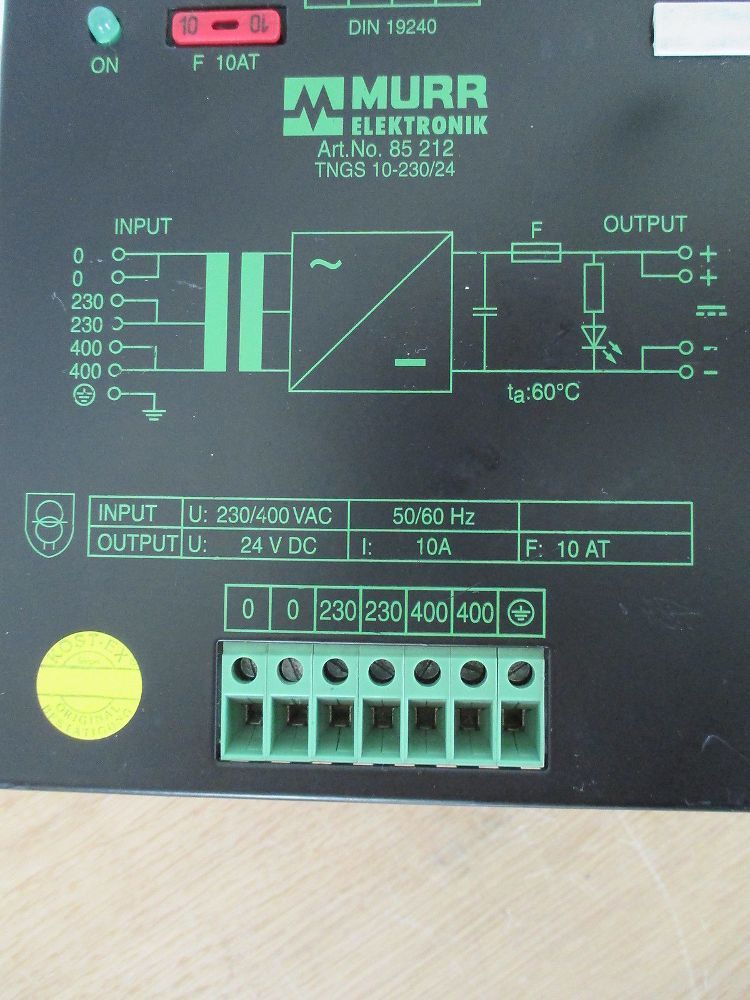 10 10
ON
F 10AT
DIN 19240
MURR
ELEKTRONIK
Art.No. 85 212
TNGS 10-230/24
INPUT
F
OUTPUT
0
0
230
230
400
400
+
+
-
-
ta:60°C
INPUT U: 230/400 VAC 50/60 Hz
OUTPUT U: 24 V DC I: 10A F: 10 AT
0 0 230 230 400 400
KOST-EX
ORIGINAL